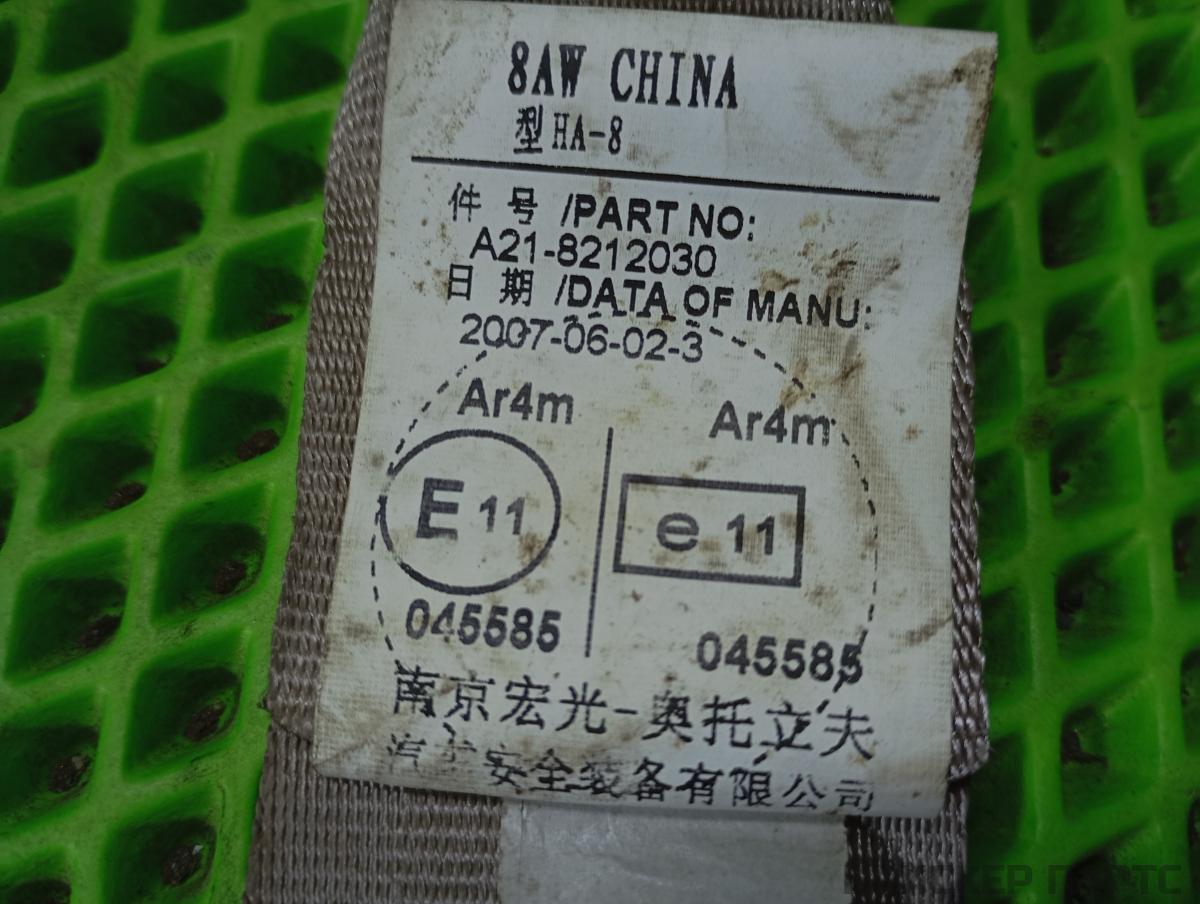 8AW CHINA
型HA-8
件 号 /PART NO:
A21-8212030
日 期 /DATA OF MANU:
2007-06-02-3
Ar4m
Ar4m
E 11
e 11
045585
045585
南京宏光-奥托立夫
汽车安全装备有限公司